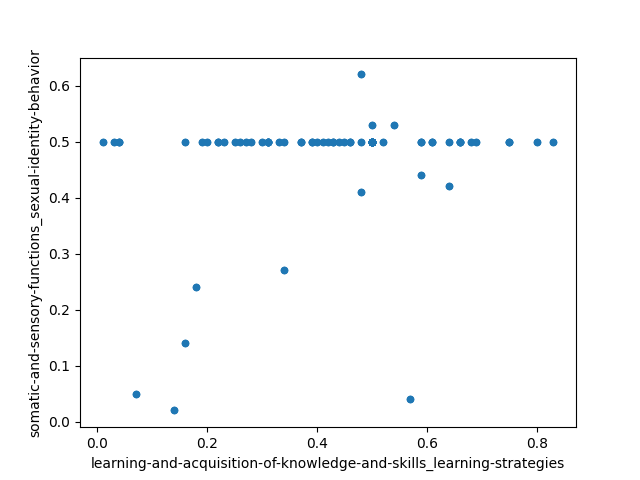 0.6
0.5
0.4
0.3
0.2
0.1
0.0
somatic-and-sensory-functions_sexual-identity-behavior
0.0 0.2 0.4 0.6 0.8
learning-and-acquisition-of-knowledge-and-skills_learning-strategies